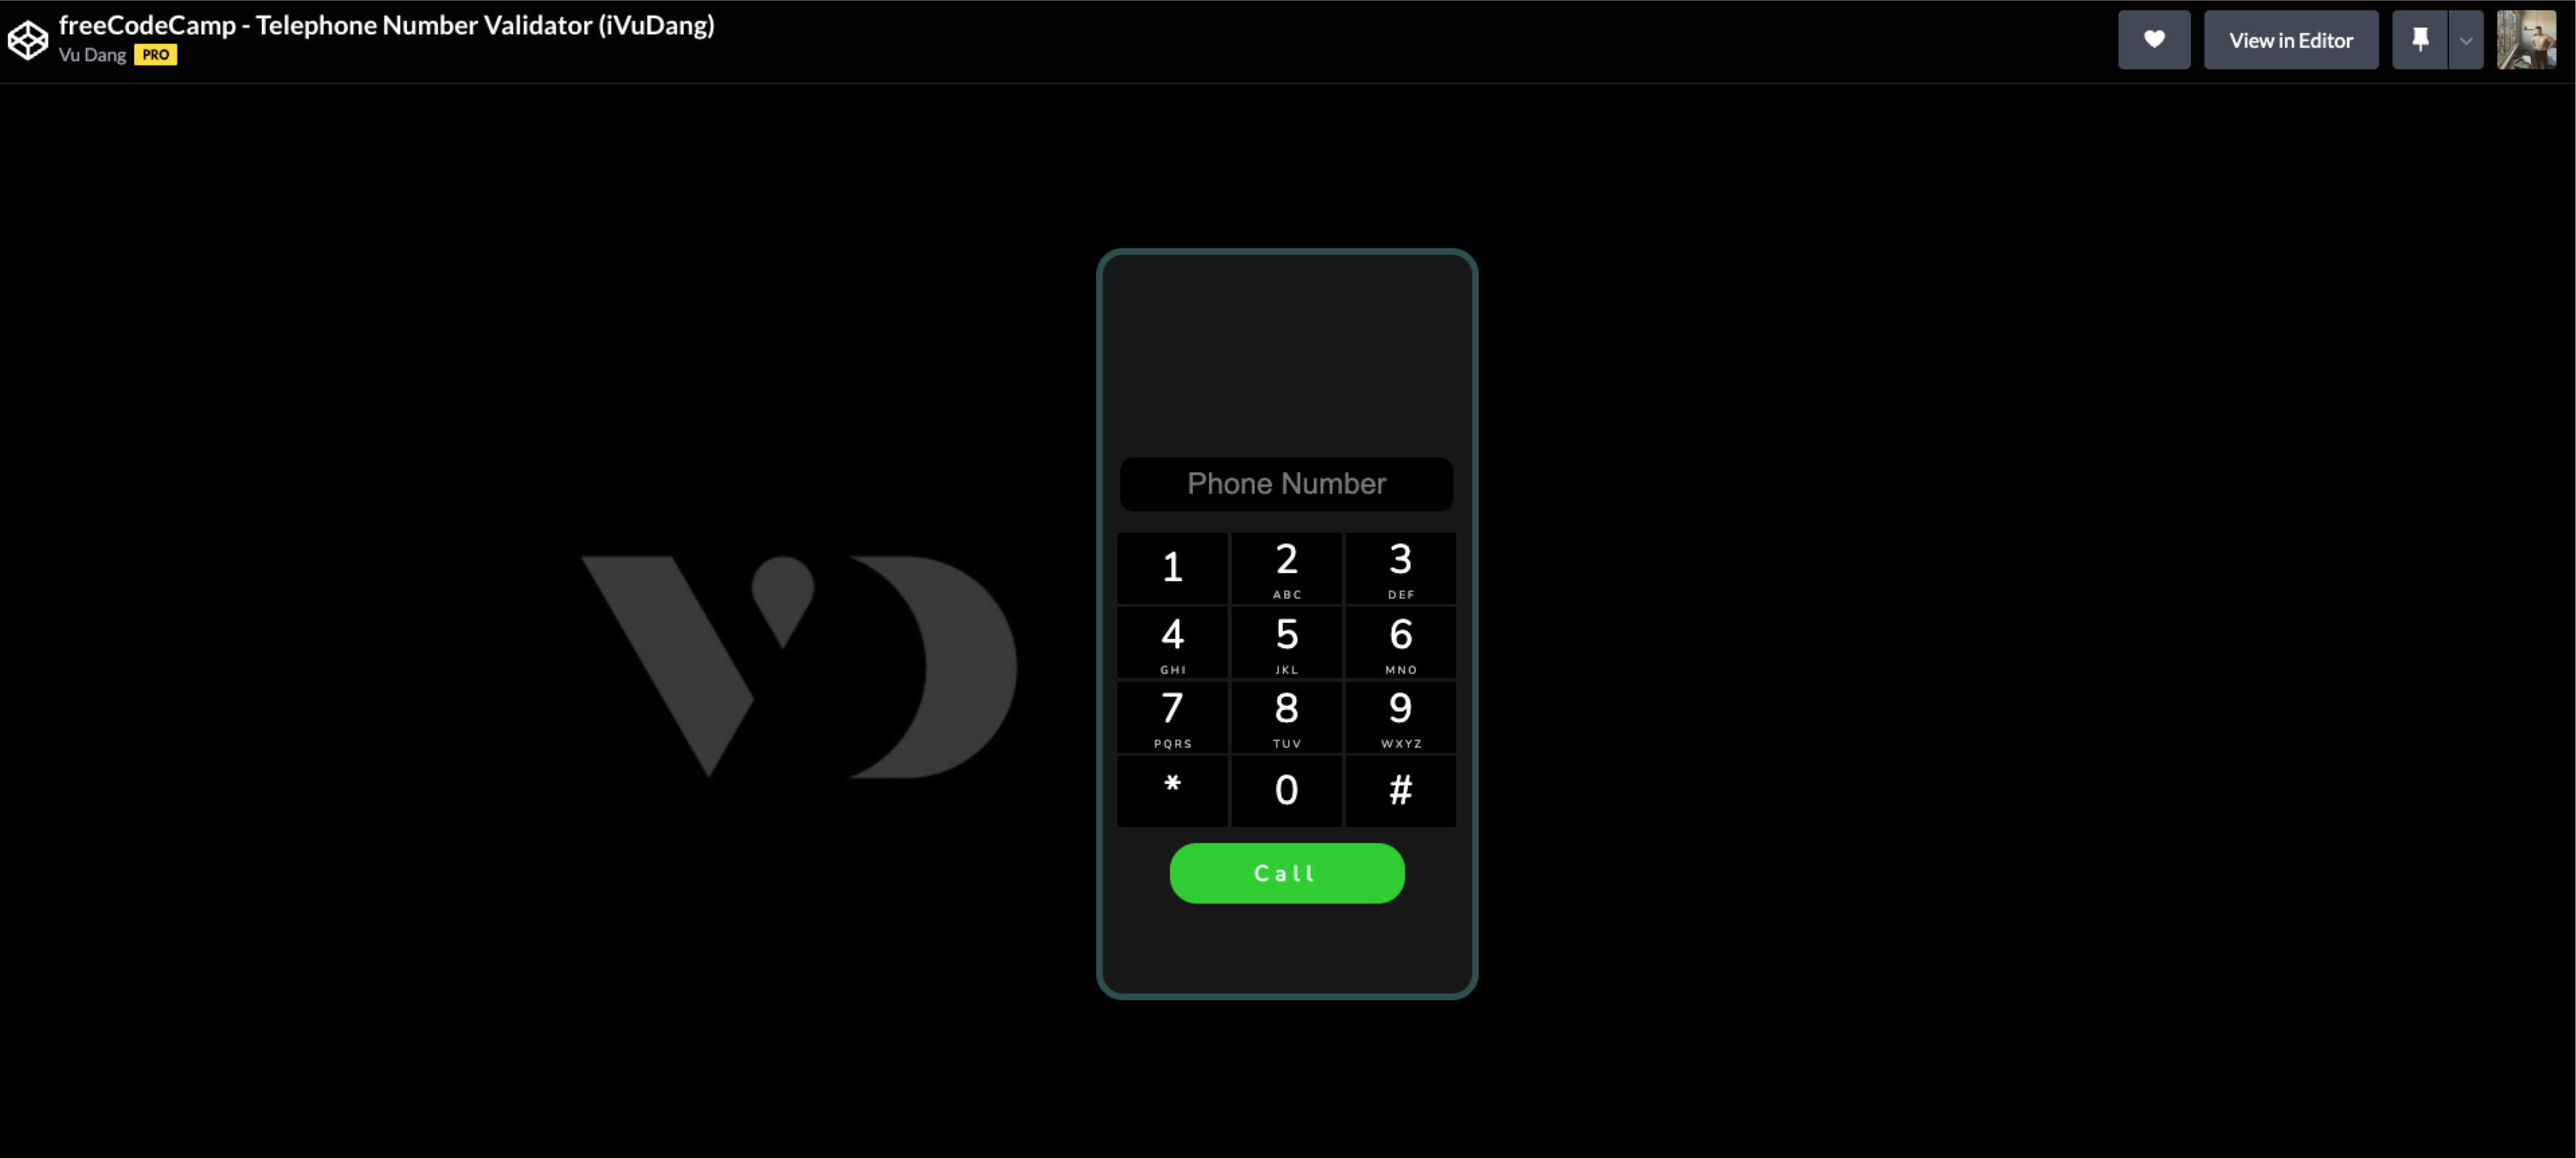 freeCodeCamp - Telephone Number Validator (iVuDang)
Vu Dang PRO
View in Editor
Phone Number
1 2 3
ABC DEF
4 5 6
GHI JKL MNO
7 8 9
PQRS TUV WXYZ
* 0 #
Call
VD